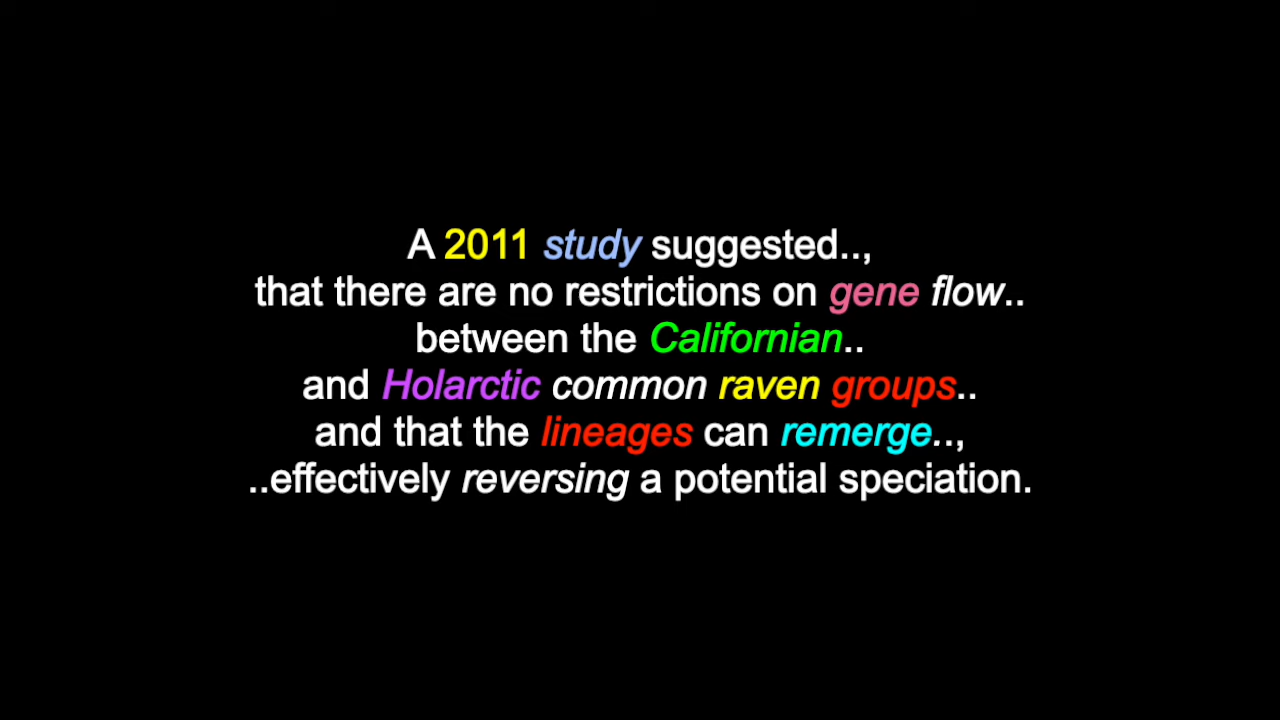 A 2011 study suggested..,
that there are no restrictions on gene flow..
between the Californian..
and Holarctic common raven groups..
and that the lineages can remerge..,
..effectively reversing a potential speciation.